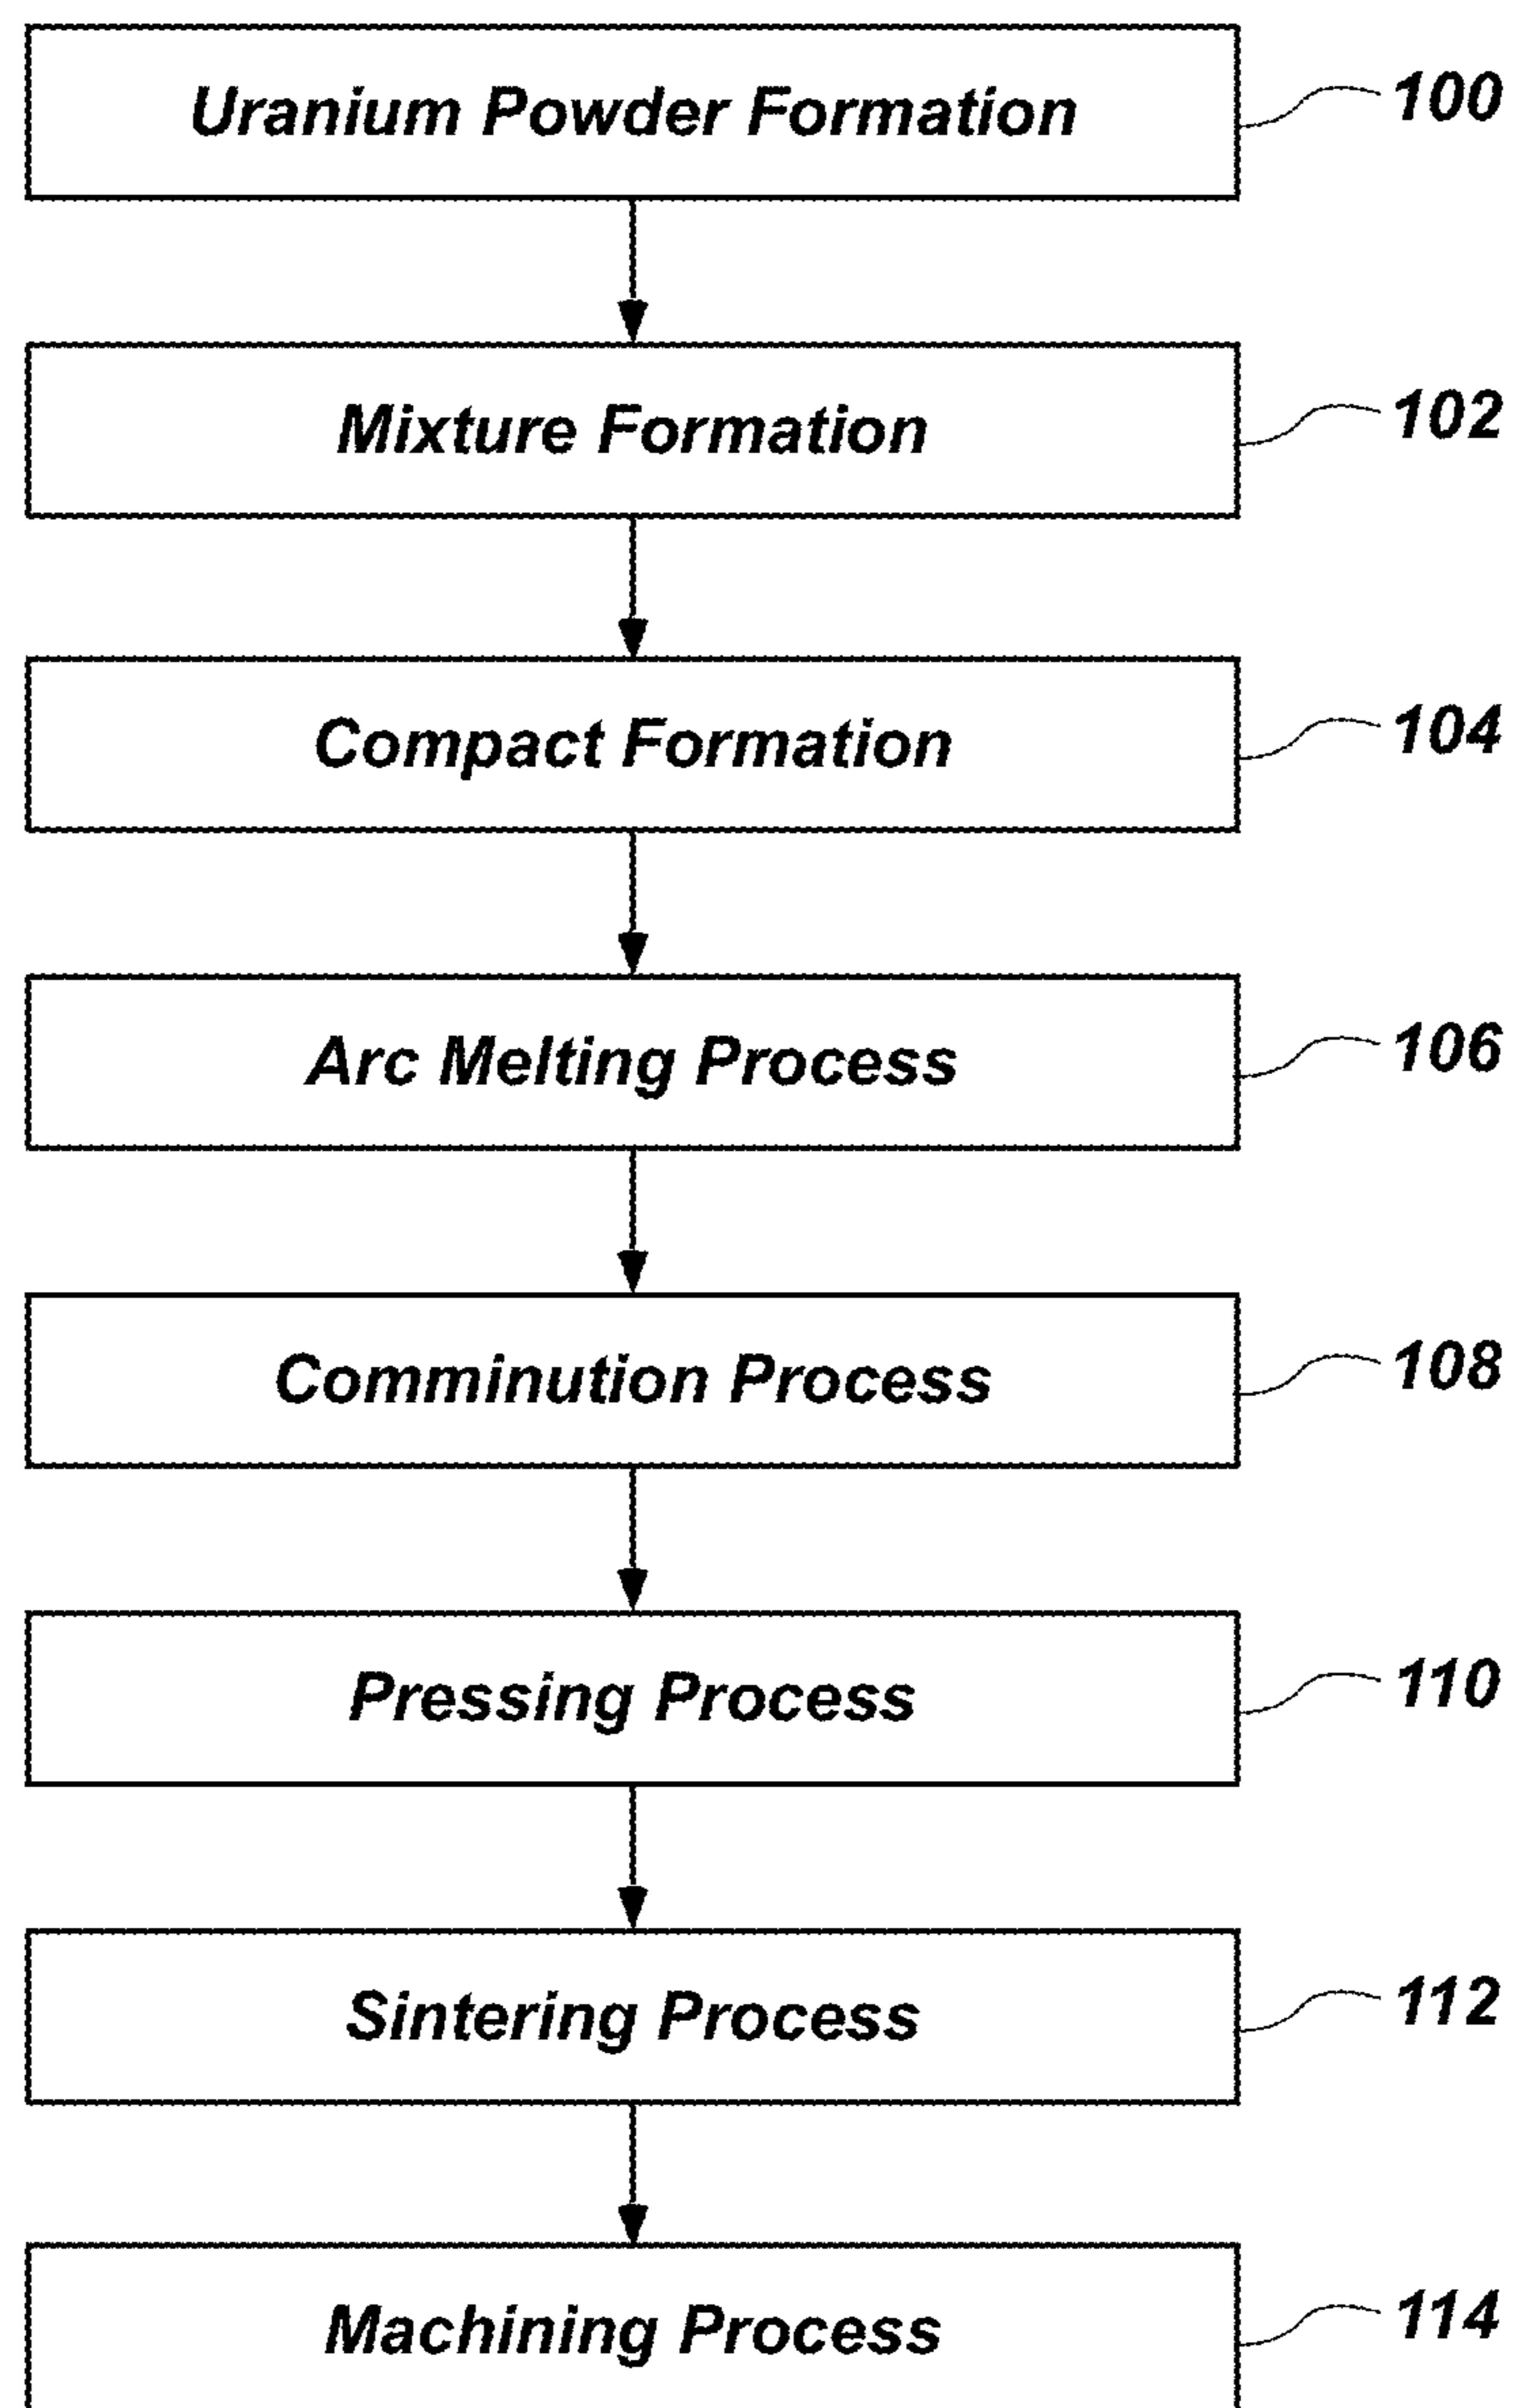 Uranium Powder Formation 100
Mixture Formation 102
Compact Formation 104
Arc Melting Process 106
Comminution Process 108
Pressing Process 110
Sintering Process 112
Machining Process 114